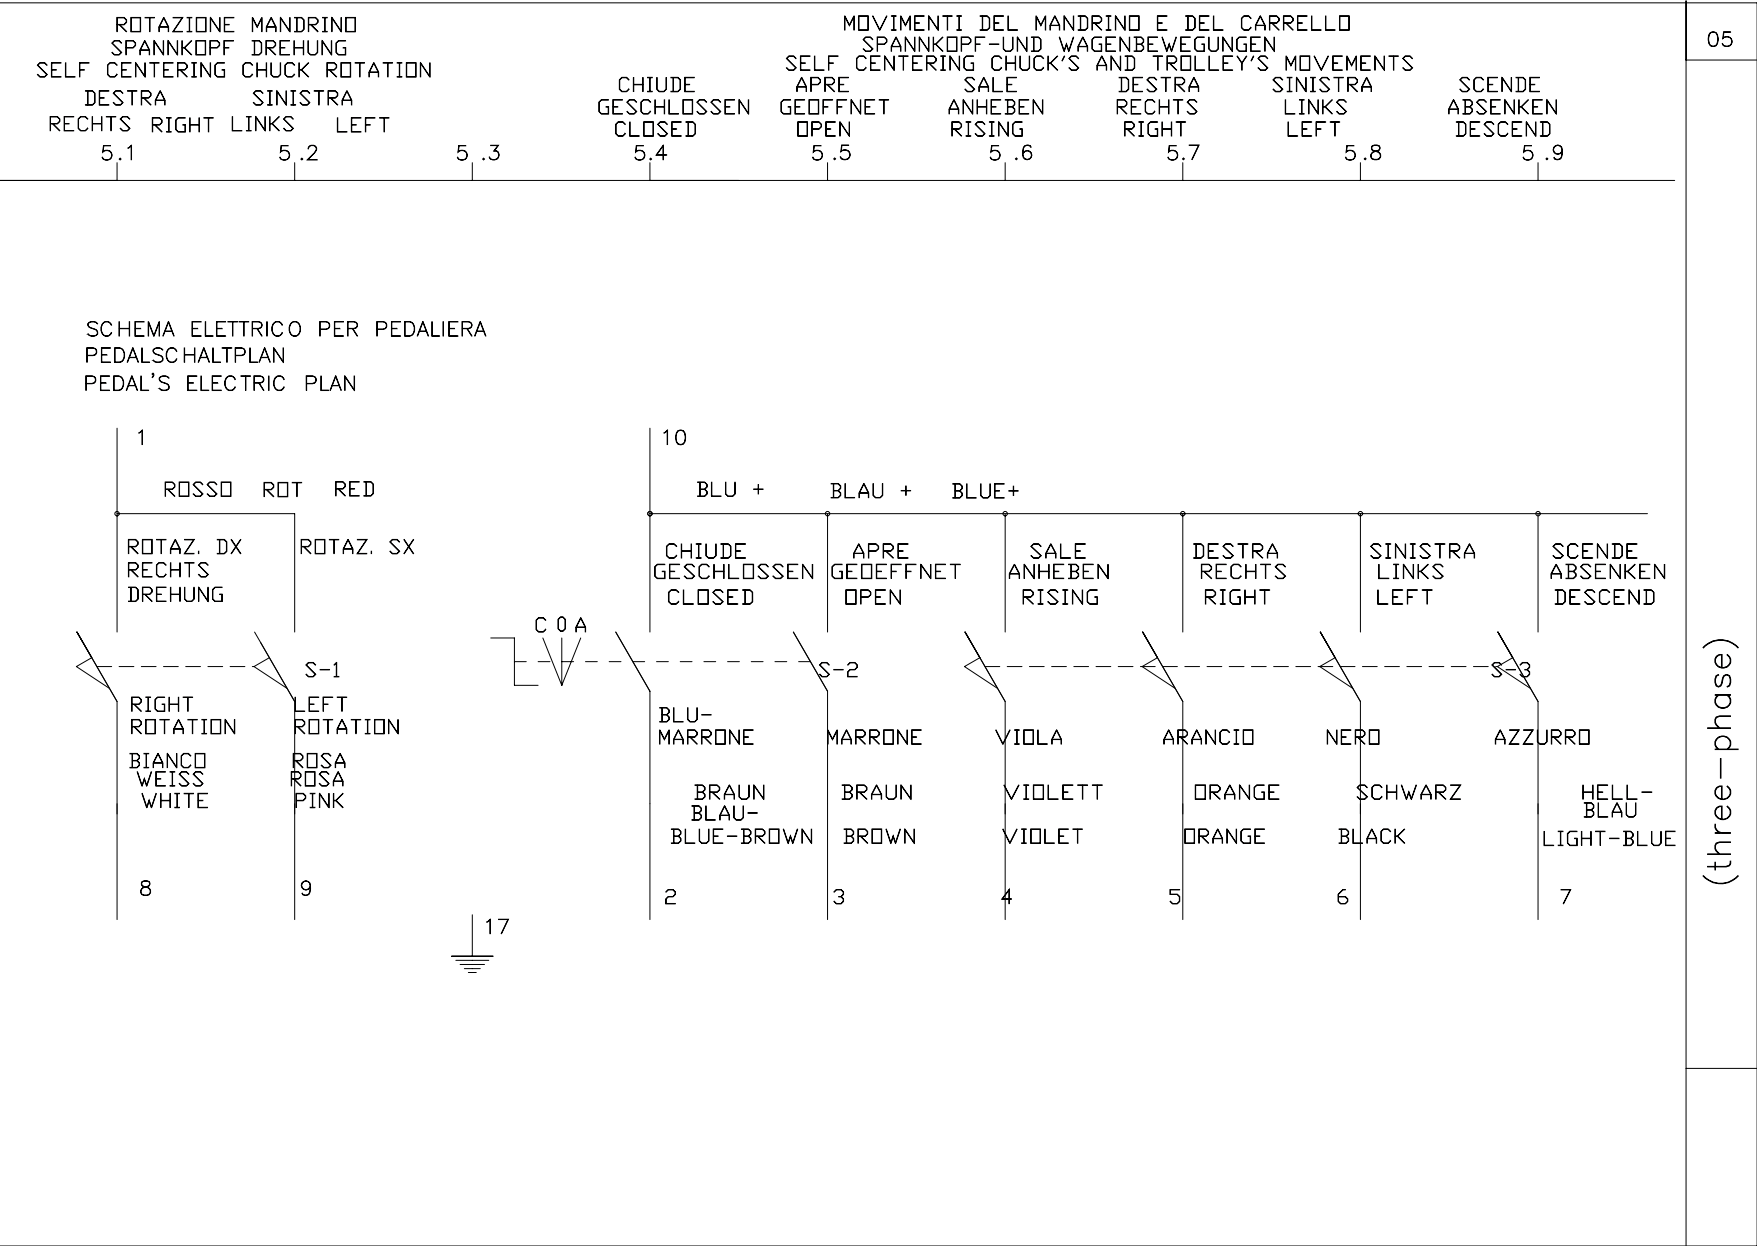 ROTAZIONE MANDRINO
SPANNKOPF DREHUNG
SELF CENTERING CHUCK ROTATION
DESTRA SINISTRA
RECHTS RIGHT LINKS LEFT
MOVIMENTI DEL MANDRINO E DEL CARRELLO
SPANNKOPF-UND WAGENBEWEGUNGEN
SELF CENTERING CHUCK'S AND TROLLEY'S MOVEMENTS
CHIUDE APRE SALE DESTRA SINISTRA SCENDE
GESCHLOSSEN GEOFFNET ANHEBEN RECHTS LINKS ABSENKEN
CLOSED OPEN RISING RIGHT LEFT DESCEND
5.1 5.2 5.3 5.4 5.5 5.6 5.7 5.8 5.9
05
SCHEMA ELETTRICO PER PEDALIERA
PEDALSCHALTPLAN
PEDAL'S ELECTRIC PLAN
1 10
ROSSO ROT RED BLU + BLAU + BLUE+
ROTAZ. DX ROTAZ. SX
RECHTS
DREHUNG
CHIUDE APRE SALE DESTRA SINISTRA SCENDE
GESCHLOSSEN GEOEFFNET ANHEBEN RECHTS LINKS ABSENKEN
CLOSED OPEN RISING RIGHT LEFT DESCEND
C 0 A
S-1 S-2 S-3
RIGHT LEFT
ROTATION ROTATION
BIANCO ROSA
WEISS ROSA
WHITE PINK
BLU-
MARRONE MARRONE VIOLA ARANCIO NERO AZZURRO
BRAUN BRAUN VIOLETT ORANGE SCHWARZ HELL-
BLAU- BLAU
BLUE-BROWN BROWN VIOLET ORANGE BLACK LIGHT-BLUE
8 9 2 3 4 5 6 7
17
(three-phase)